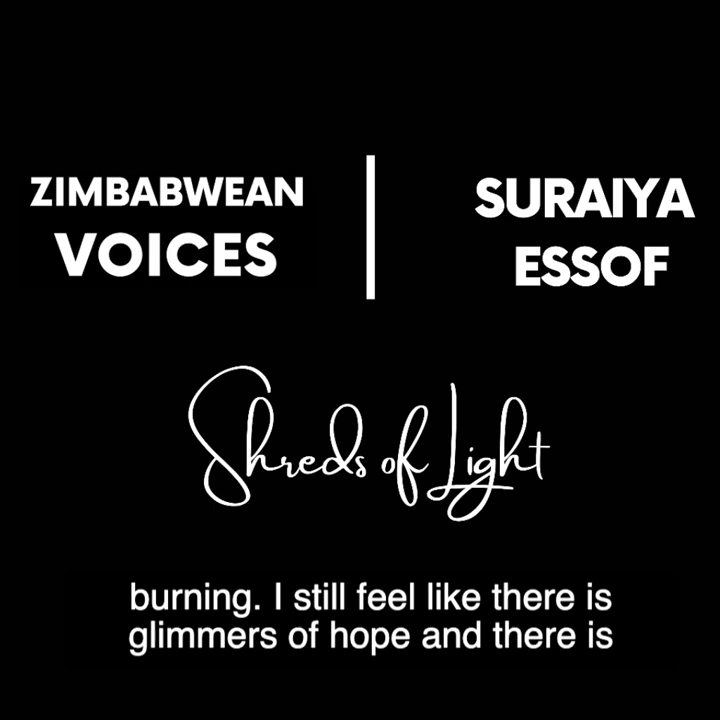 ZIMBABWEAN
VOICES
SURAIYA
ESSOF
Shreds of Light
burning. I still feel like there is
glimmers of hope and there is